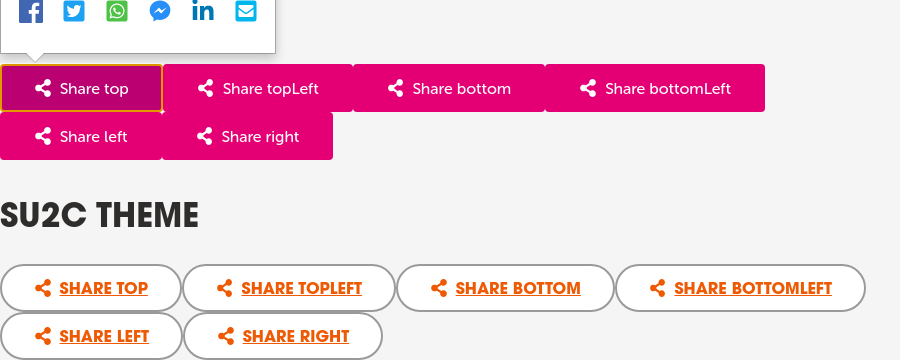 Share top Share topLeft Share bottom Share bottomLeft
Share left Share right
SU2C THEME
SHARE TOP SHARE TOPLEFT SHARE BOTTOM SHARE BOTTOMLEFT
SHARE LEFT SHARE RIGHT